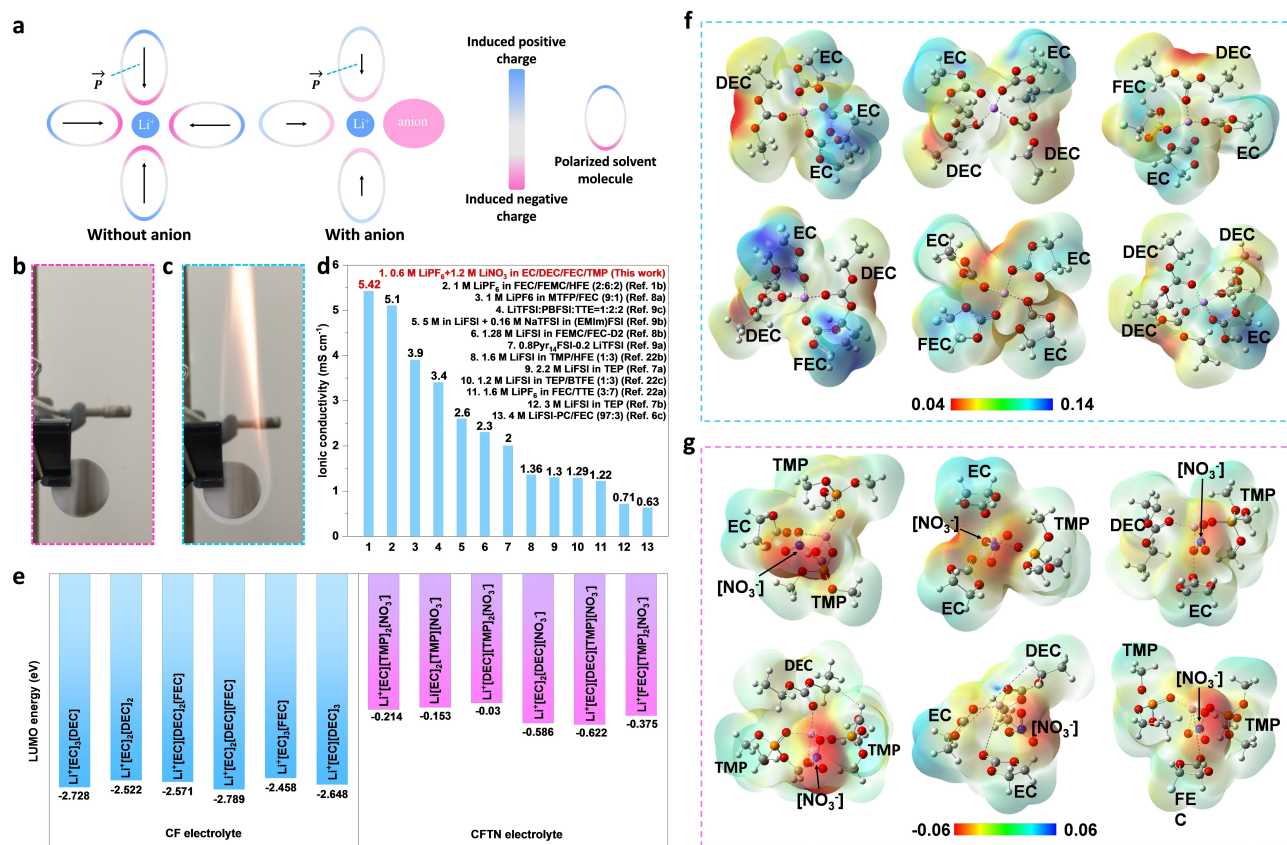 a
Induced positive
charge
P
P
Li⁺
Li⁺
anion
Polarized solvent
molecule
Induced negative
charge
Without anion
With anion
b
c
d
Ionic conductivity (mS cm⁻¹)
6
5
4
3
2
1
0
5.42
5.1
3.9
3.4
2.6
2.3
2
1.36
1.3
1.29
1.22
0.71
0.63
1. 0.6 M LiPF₆+1.2 M LiNO₃ in EC/DEC/FEC/TMP (This work)
2. 1 M LiPF₆ in FEC/FEMC/HFE (2:6:2) (Ref. 1b)
3. 1 M LiPF6 in MTFP/FEC (9:1) (Ref. 8a)
4. LiTFSI:PBFSI:TTE=1:2:2 (Ref. 9c)
5. 5 M in LiFSI + 0.16 M NaTFSI in (EMIm)FSI (Ref. 9b)
6. 1.28 M LiFSI in FEMC/FEC-D2 (Ref. 8b)
7. 0.8Pyr₁₄FSI-0.2 LiTFSI (Ref. 9a)
8. 1.6 M LiFSI in TMP/HFE (1:3) (Ref. 22b)
9. 2.2 M LiFSI in TEP (Ref. 7a)
10. 1.2 M LiFSI in TEP/BTFE (1:3) (Ref. 22c)
11. 1.6 M LiPF₆ in FEC/TTE (3:7) (Ref. 22a)
12. 3 M LiFSI in TEP (Ref. 7b)
13. 4 M LiFSI-PC/FEC (97:3) (Ref. 6c)
1 2 3 4 5 6 7 8 9 10 11 12 13
e
LUMO energy (eV)
Li⁺[EC]₃[DEC]
Li⁺[EC]₂[DEC]₂
Li⁺[EC][DEC]₂[FEC]
Li⁺[EC]₂[DEC][FEC]
Li⁺[EC]₃[FEC]
Li⁺[EC][DEC]₃
Li⁺[EC][TMP]₂[NO₃⁻]
Li[EC]₂[TMP][NO₃⁻]
Li⁺[DEC][TMP]₂[NO₃⁻]
Li⁺[EC]₂[DEC][NO₃⁻]
Li⁺[EC][DEC][TMP][NO₃⁻]
Li⁺[FEC][TMP]₂[NO₃⁻]
-2.728
-2.522
-2.571
-2.789
-2.458
-2.648
-0.214
-0.153
-0.03
-0.586
-0.622
-0.375
CF electrolyte
CFTN electrolyte
f
DEC
EC
EC
EC
EC
DEC
DEC
DEC
FEC
EC
EC
EC
DEC
FEC
EC
EC
DEC
DEC
DEC
EC
0.04
0.14
g
TMP
EC
[NO₃⁻]
TMP
EC
[NO₃⁻]
TMP
EC
[NO₃⁻]
TMP
DEC
EC
DEC
TMP
TMP
[NO₃⁻]
DEC
EC
[NO₃⁻]
EC
TMP
[NO₃⁻]
TMP
FE
C
-0.06
0.06